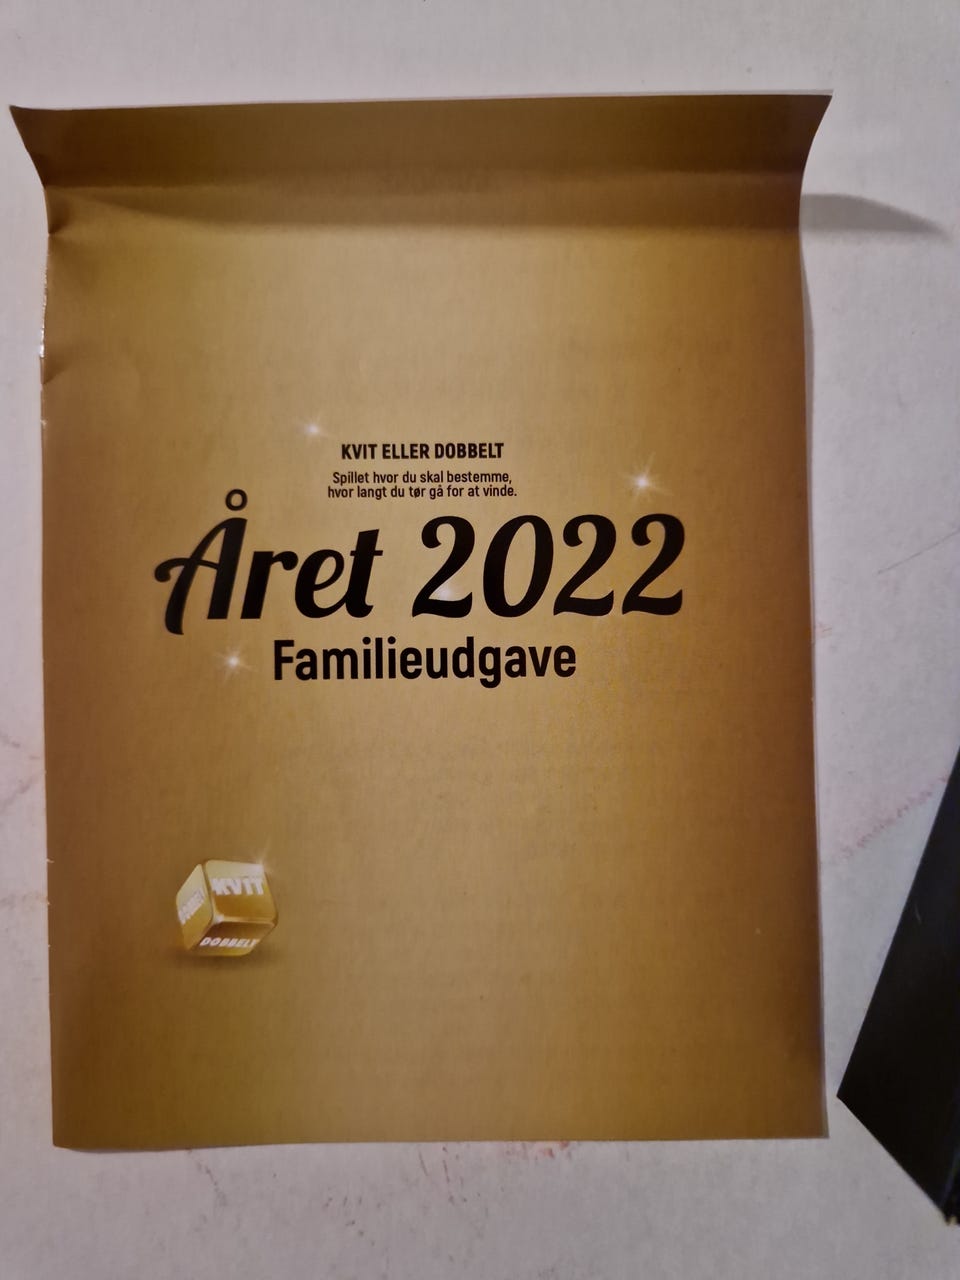 KVIT ELLER DOBBELT
Spillet hvor du skal bestemme,
hvor langt du tør gå for at vinde.
Året 2022
Familieudgave
KVIT
DOBBELT
DOBBELT